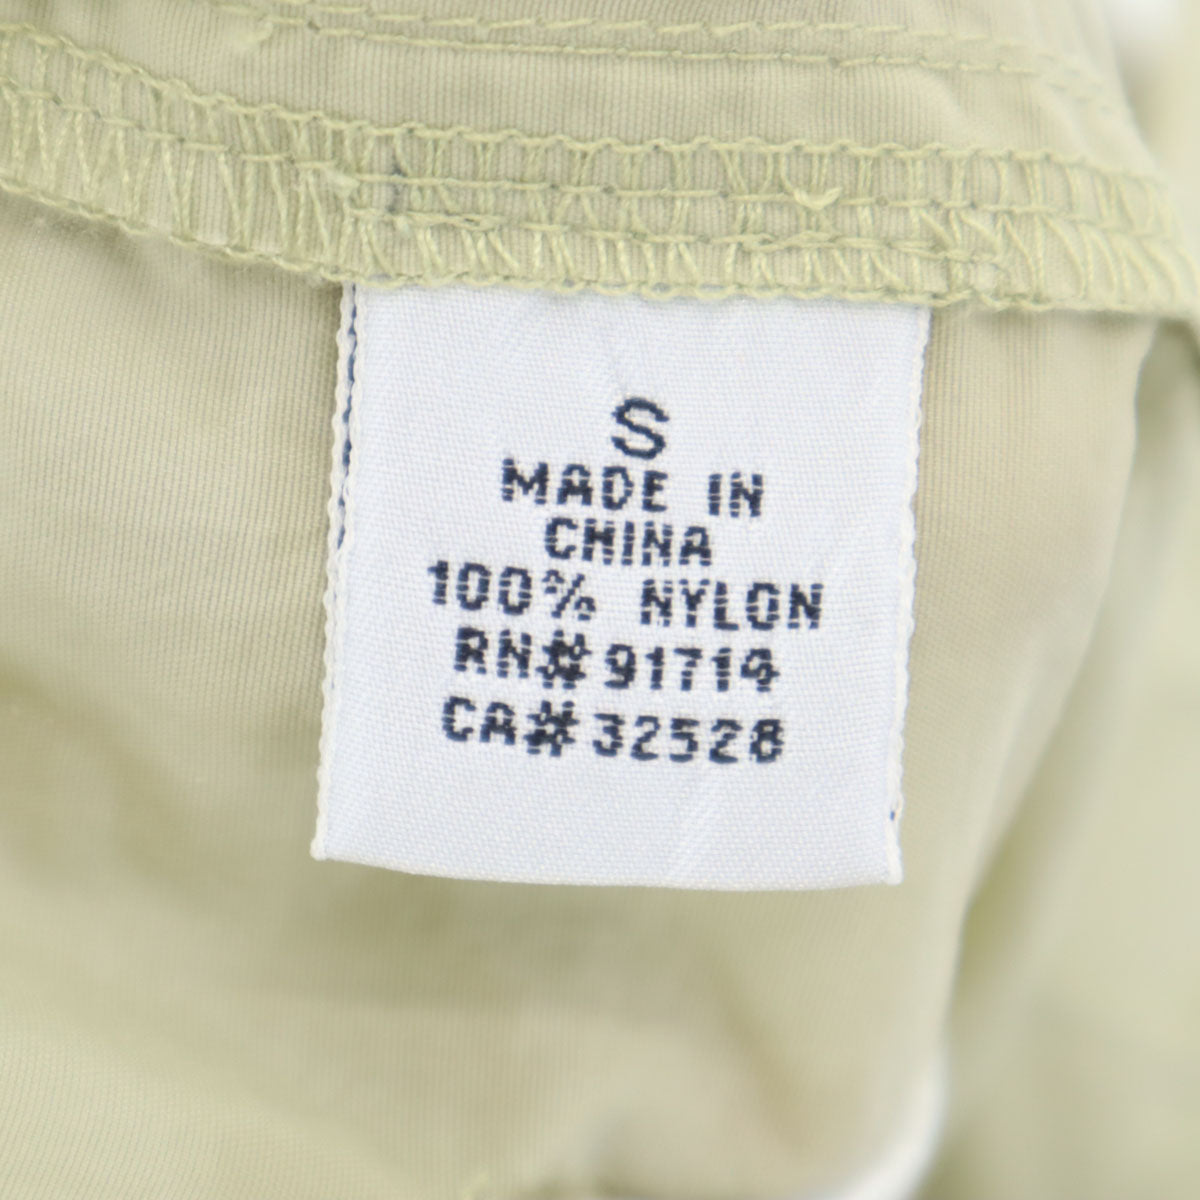 S
MADE IN
CHINA
100% NYLON
RN# 91714
CA# 32528